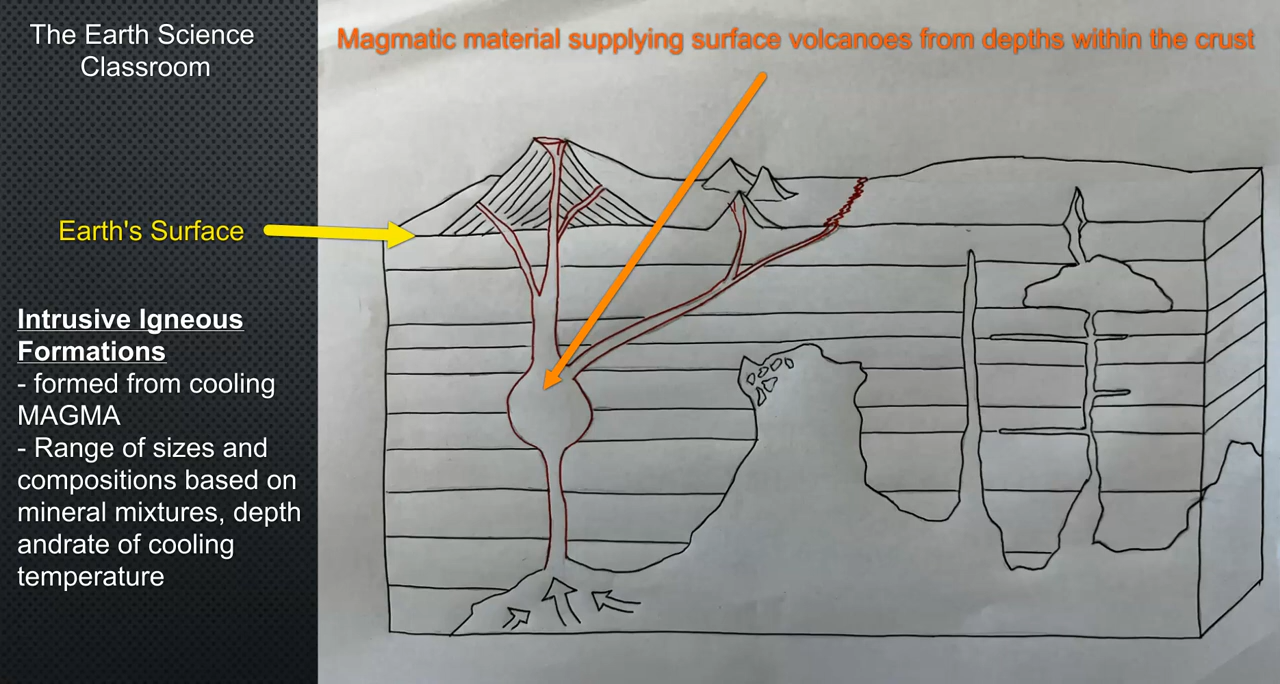 The Earth Science
Classroom
Magmatic material supplying surface volcanoes from depths within the crust
Earth's Surface
Intrusive Igneous
Formations
- formed from cooling
MAGMA
- Range of sizes and
compositions based on
mineral mixtures, depth
andrate of cooling
temperature